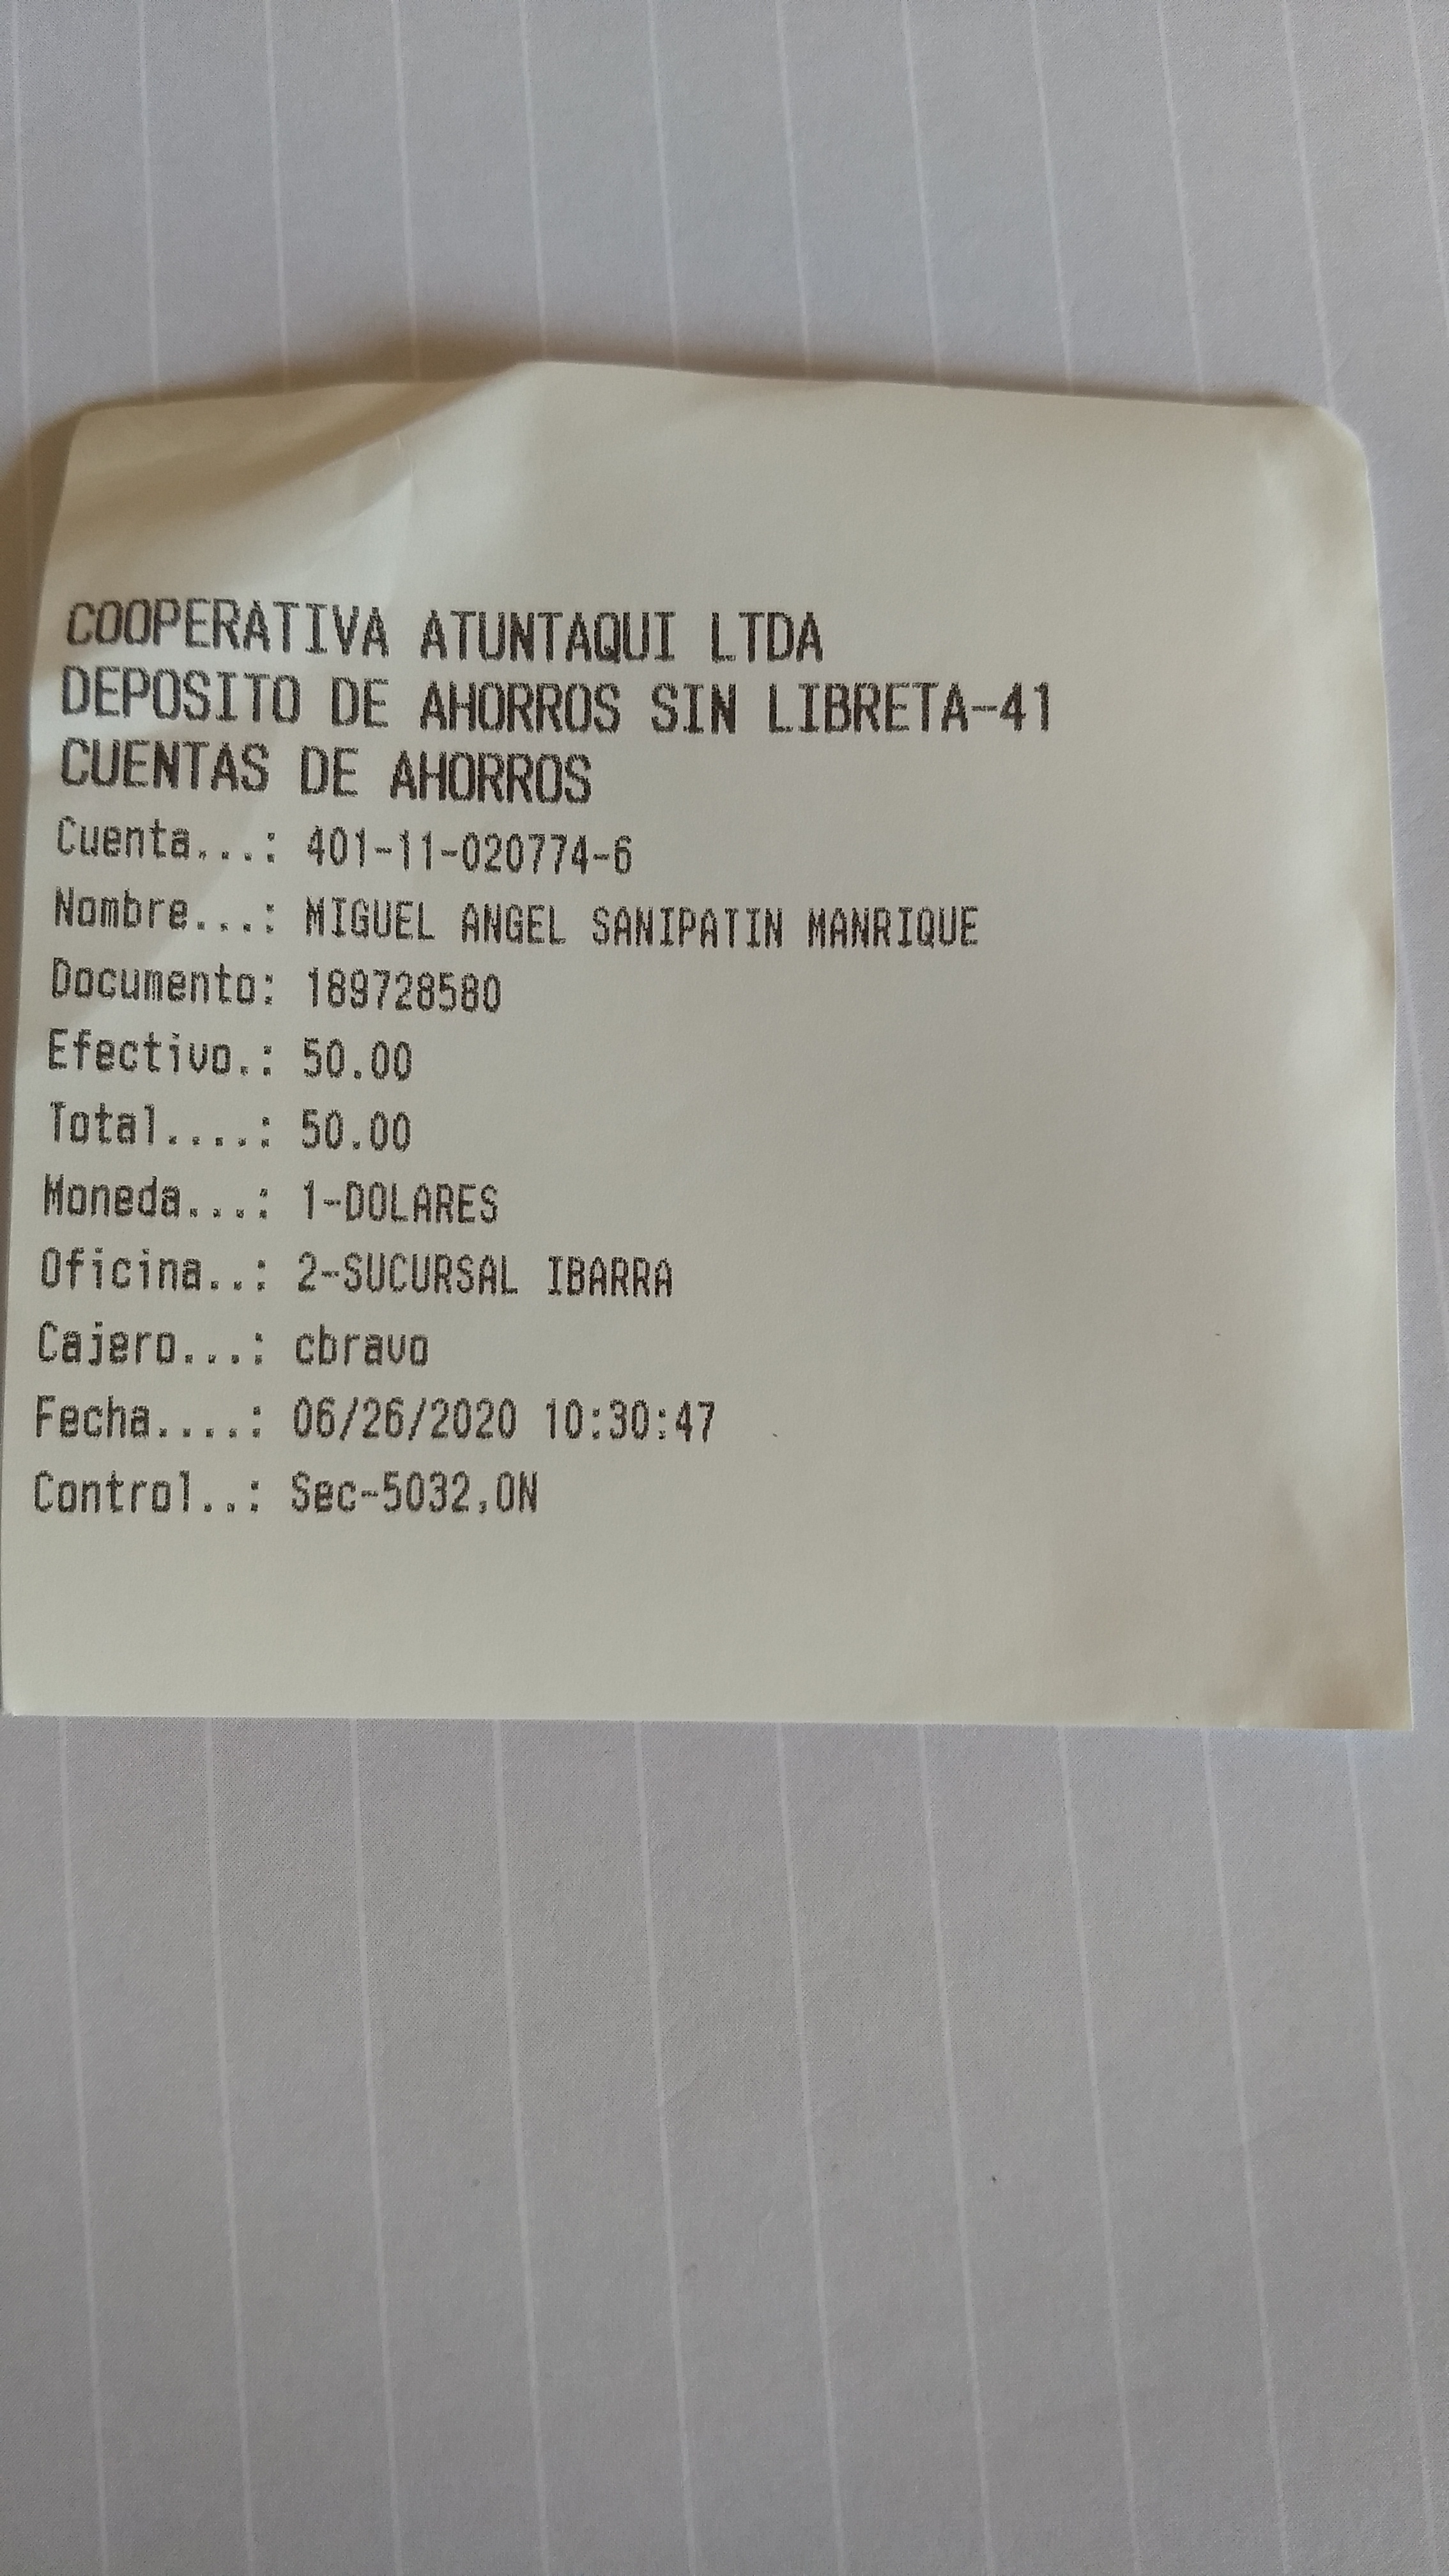 COOPERATIVA ATUNTAQUI LTDA
DEPOSITO DE AHORROS SIN LIBRETA-41
CUENTAS DE AHORROS
Cuenta...: 401-11-020774-6
Nombre...: MIGUEL ANGEL SANIPATIN MANRIQUE
Documento: 189728580
Efectivo.: 50.00
Total....: 50.00
Moneda...: 1-DOLARES
Oficina..: 2-SUCURSAL IBARRA
Cajero...: cbravo
Fecha....: 06/26/2020 10:30:47
Control..: Sec-5032,ON